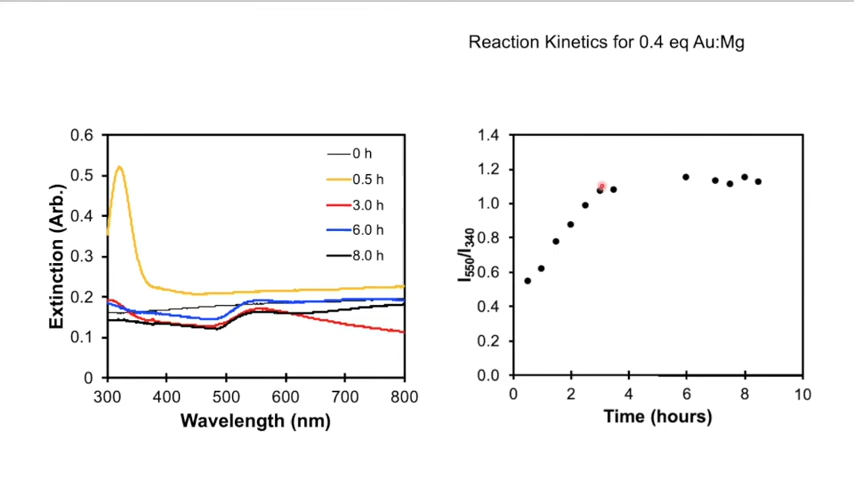 Reaction Kinetics for 0.4 eq Au:Mg
0.6
0.5
0.4
0.3
0.2
0.1
0
Extinction (Arb.)
0 h
0.5 h
3.0 h
6.0 h
8.0 h
300 400 500 600 700 800
Wavelength (nm)
1.4
1.2
1.0
0.8
0.6
0.4
0.2
0.0
I550/I340
0 2 4 6 8 10
Time (hours)